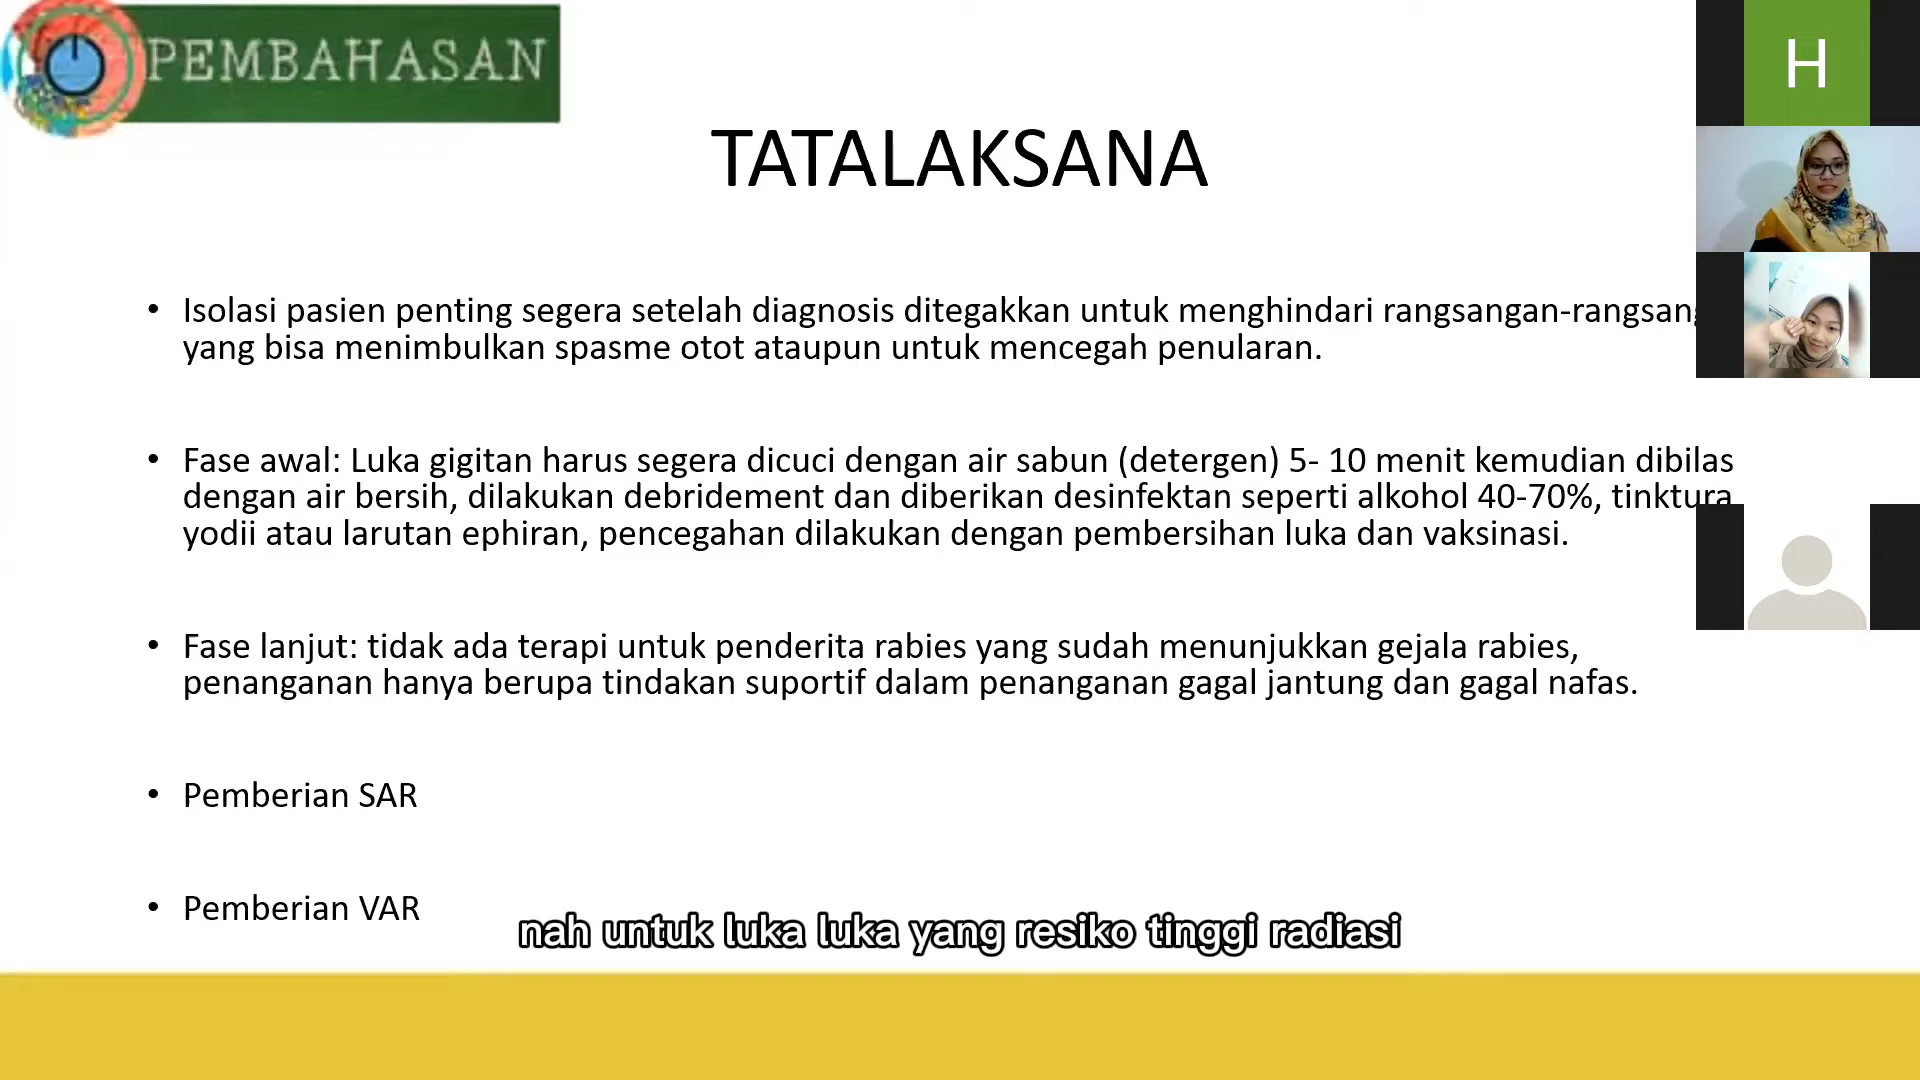 PEMBAHASAN
H
TATALAKSANA
• Isolasi pasien penting segera setelah diagnosis ditegakkan untuk menghindari
yang bisa menimbulkan spasme otot ataupun untuk mencegah penularan.
• Fase awal: Luka gigitan harus segera dicuci dengan air sabun (detergen) 5- 10 menit kemudian dibilas
dengan air bersih, dilakukan debridement dan diberikan desinfektan seperti alkohol 40-70%, tinktura
yodii atau larutan ephiran, pencegahan dilakukan dengan pembersihan luka dan vaksinasi.
• Fase lanjut: tidak ada terapi untuk penderita rabies yang sudah menunjukkan gejala rabies,
penanganan hanya berupa tindakan suportif dalam penanganan gagal jantung dan gagal nafas.
• Pemberian SAR
• Pemberian VAR
nah untuk luka luka yang resiko tinggi radiasi